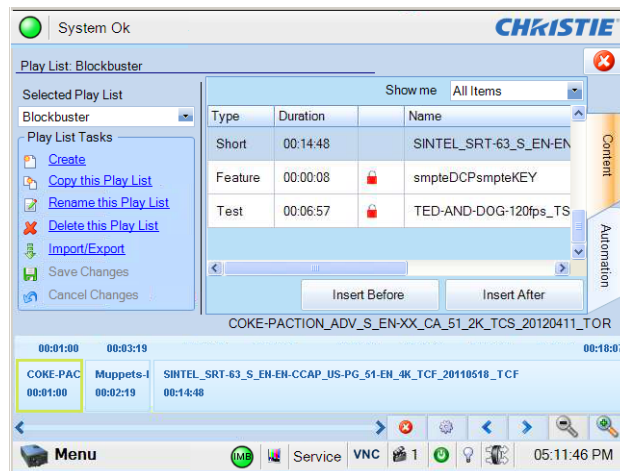 System Ok
CHRISTIE
Play List: Blockbuster
Selected Play List
Blockbuster
Play List Tasks
Create
Copy this Play List
Rename this Play List
Delete this Play List
Import/Export
Save Changes
Cancel Changes
Show me All Items
Type Duration Name
Short 00:14:48 SINTEL_SRT-63_S_EN-EN
Feature 00:00:08 smpteDCPsmpteKEY
Test 00:06:57 TED-AND-DOG-120fps_TS
Insert Before Insert After
Content
Automation
COKE-PACTION_ADV_S_EN-XX_CA_51_2K_TCS_20120411_TOR
00:01:00 00:03:19 00:18:07
COKE-PAC Muppets-I SINTEL_SRT-63_S_EN-EN-CCAP_US-PG_51-EN_4K_TCF_20110518_TCF
00:01:00 00:02:19 00:14:48
Menu IMB Service VNC 1 05:11:46 PM